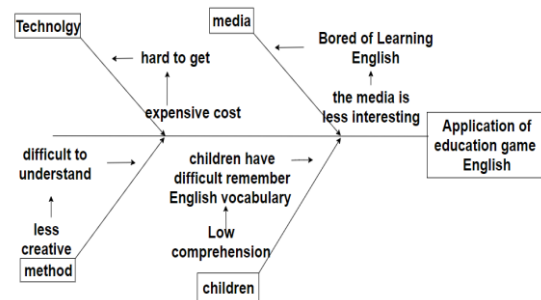 Technolgy
media
hard to get
Bored of Learning
English
expensive cost
the media is
less interesting
Application of
education game
English
difficult to
understand
children have
difficult remember
English vocabulary
less
creative
Low
comprehension
method
children